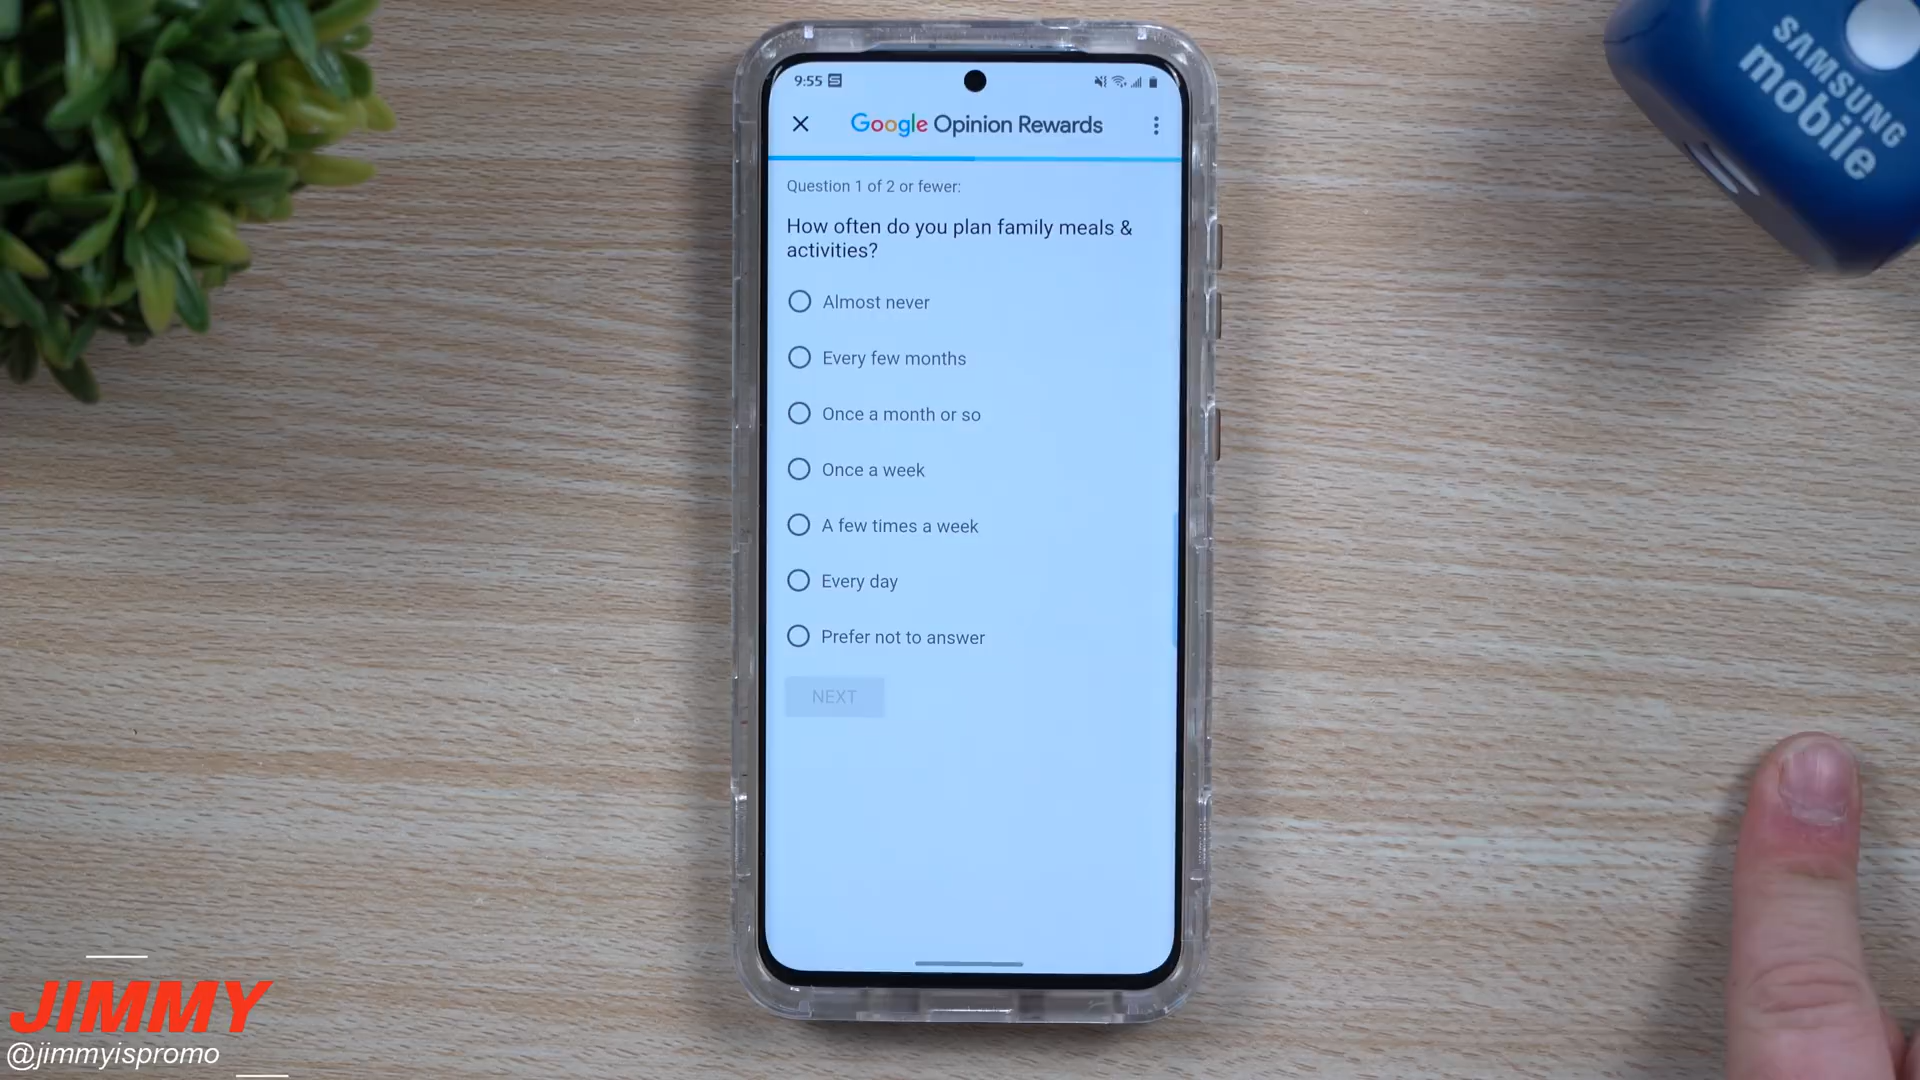 9:55
Google Opinion Rewards
Question 1 of 2 or fewer:
How often do you plan family meals &
activities?
Almost never
Every few months
Once a month or so
Once a week
A few times a week
Every day
Prefer not to answer
NEXT
SAMSUNG
mobile
JIMMY
@jimmyispromo